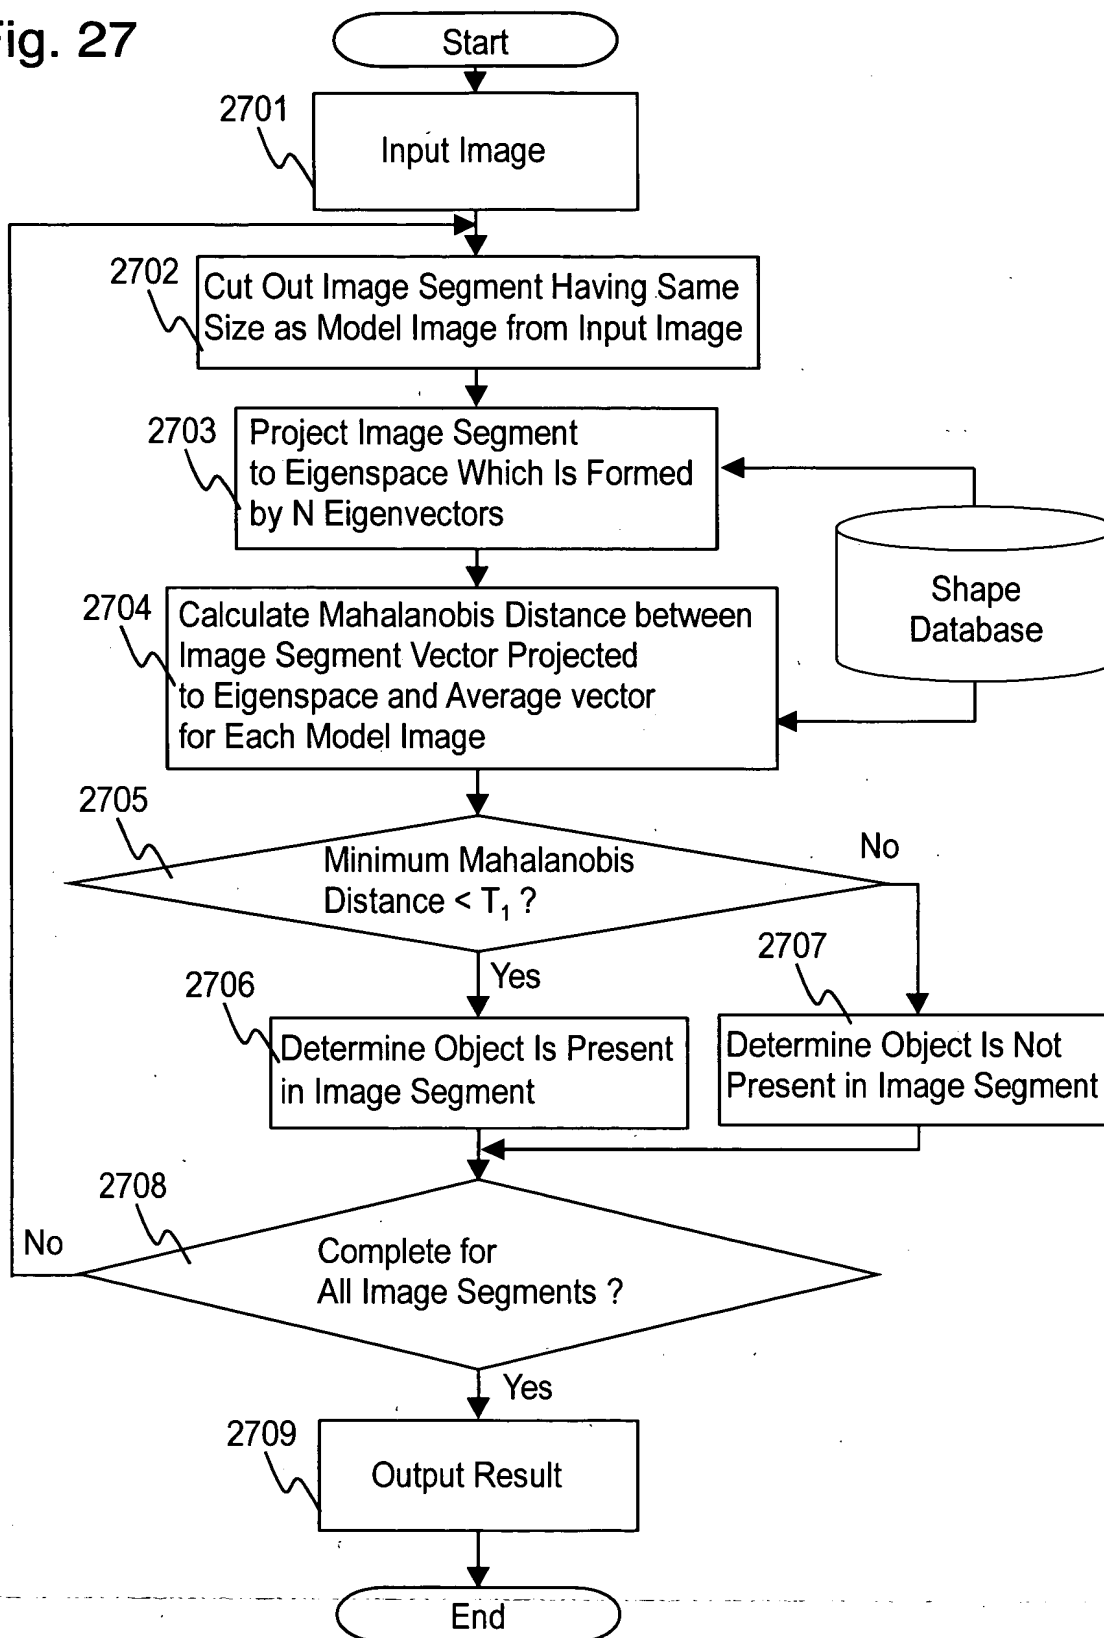 Fig. 27
Start
2701
Input Image
2702
Cut Out Image Segment Having Same
Size as Model Image from Input Image
2703
Project Image Segment
to Eigenspace Which Is Formed
by N Eigenvectors
Shape
Database
2704
Calculate Mahalanobis Distance between
Image Segment Vector Projected
to Eigenspace and Average vector
for Each Model Image
2705
Minimum Mahalanobis
Distance < T₁ ?
No
Yes
2706
Determine Object Is Present
in Image Segment
2707
Determine Object Is Not
Present in Image Segment
2708
No
Complete for
All Image Segments ?
Yes
2709
Output Result
End